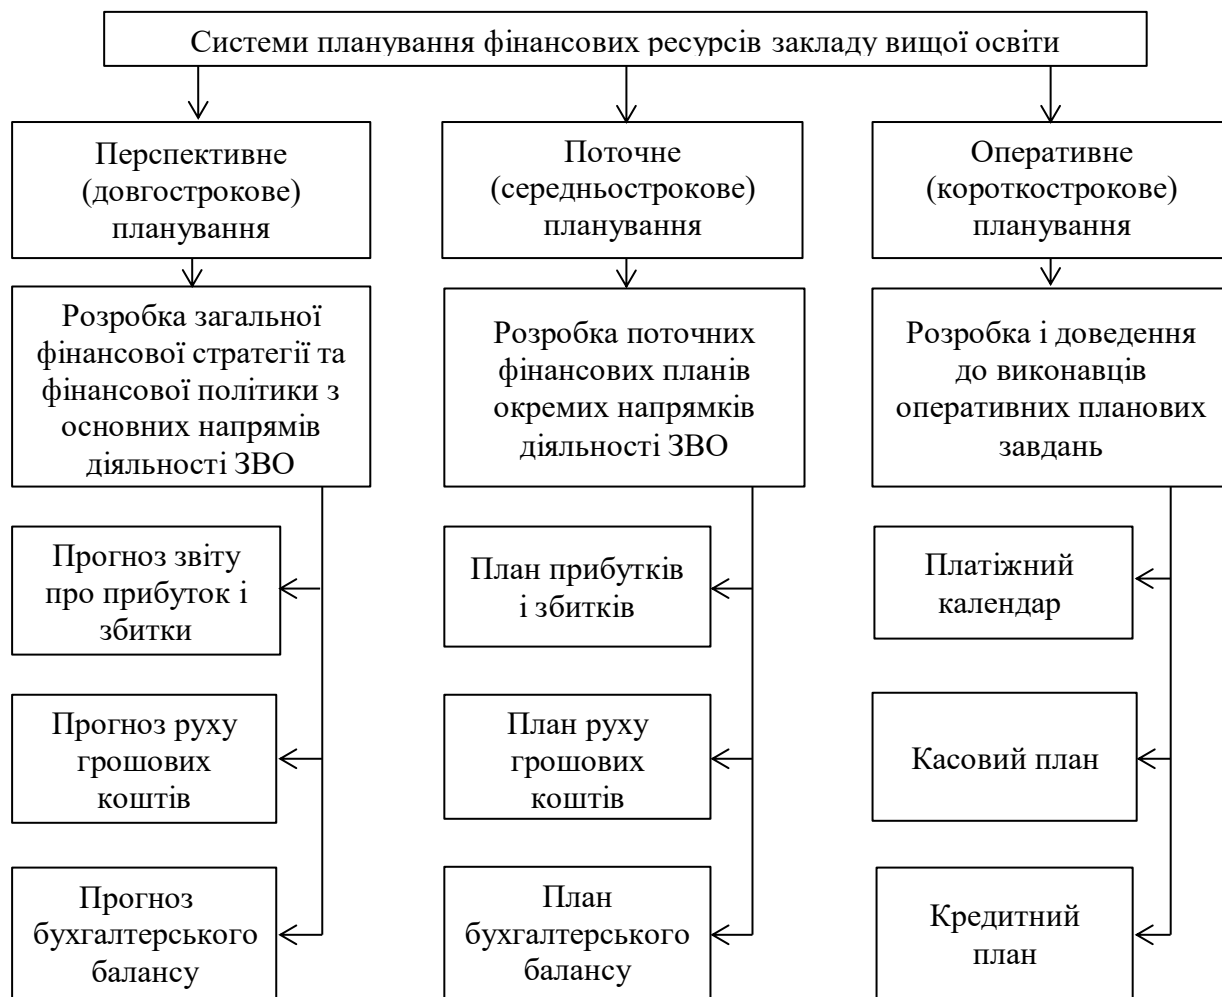 Системи планування фінансових ресурсів закладу вищої освіти
Перспективне
(довгострокове)
планування
Поточне
(середньострокове)
планування
Оперативне
(короткострокове)
планування
Розробка загальної
фінансової стратегії та
фінансової політики з
основних напрямів
діяльності ЗВО
Розробка поточних
фінансових планів
окремих напрямків
діяльності ЗВО
Розробка і доведення
до виконавців
оперативних планових
завдань
Прогноз звіту
про прибуток і
збитки
План прибутків
і збитків
Платіжний
календар
Прогноз руху
грошових
коштів
План руху
грошових
коштів
Касовий план
Прогноз
бухгалтерського
балансу
План
бухгалтерського
балансу
Кредитний
план